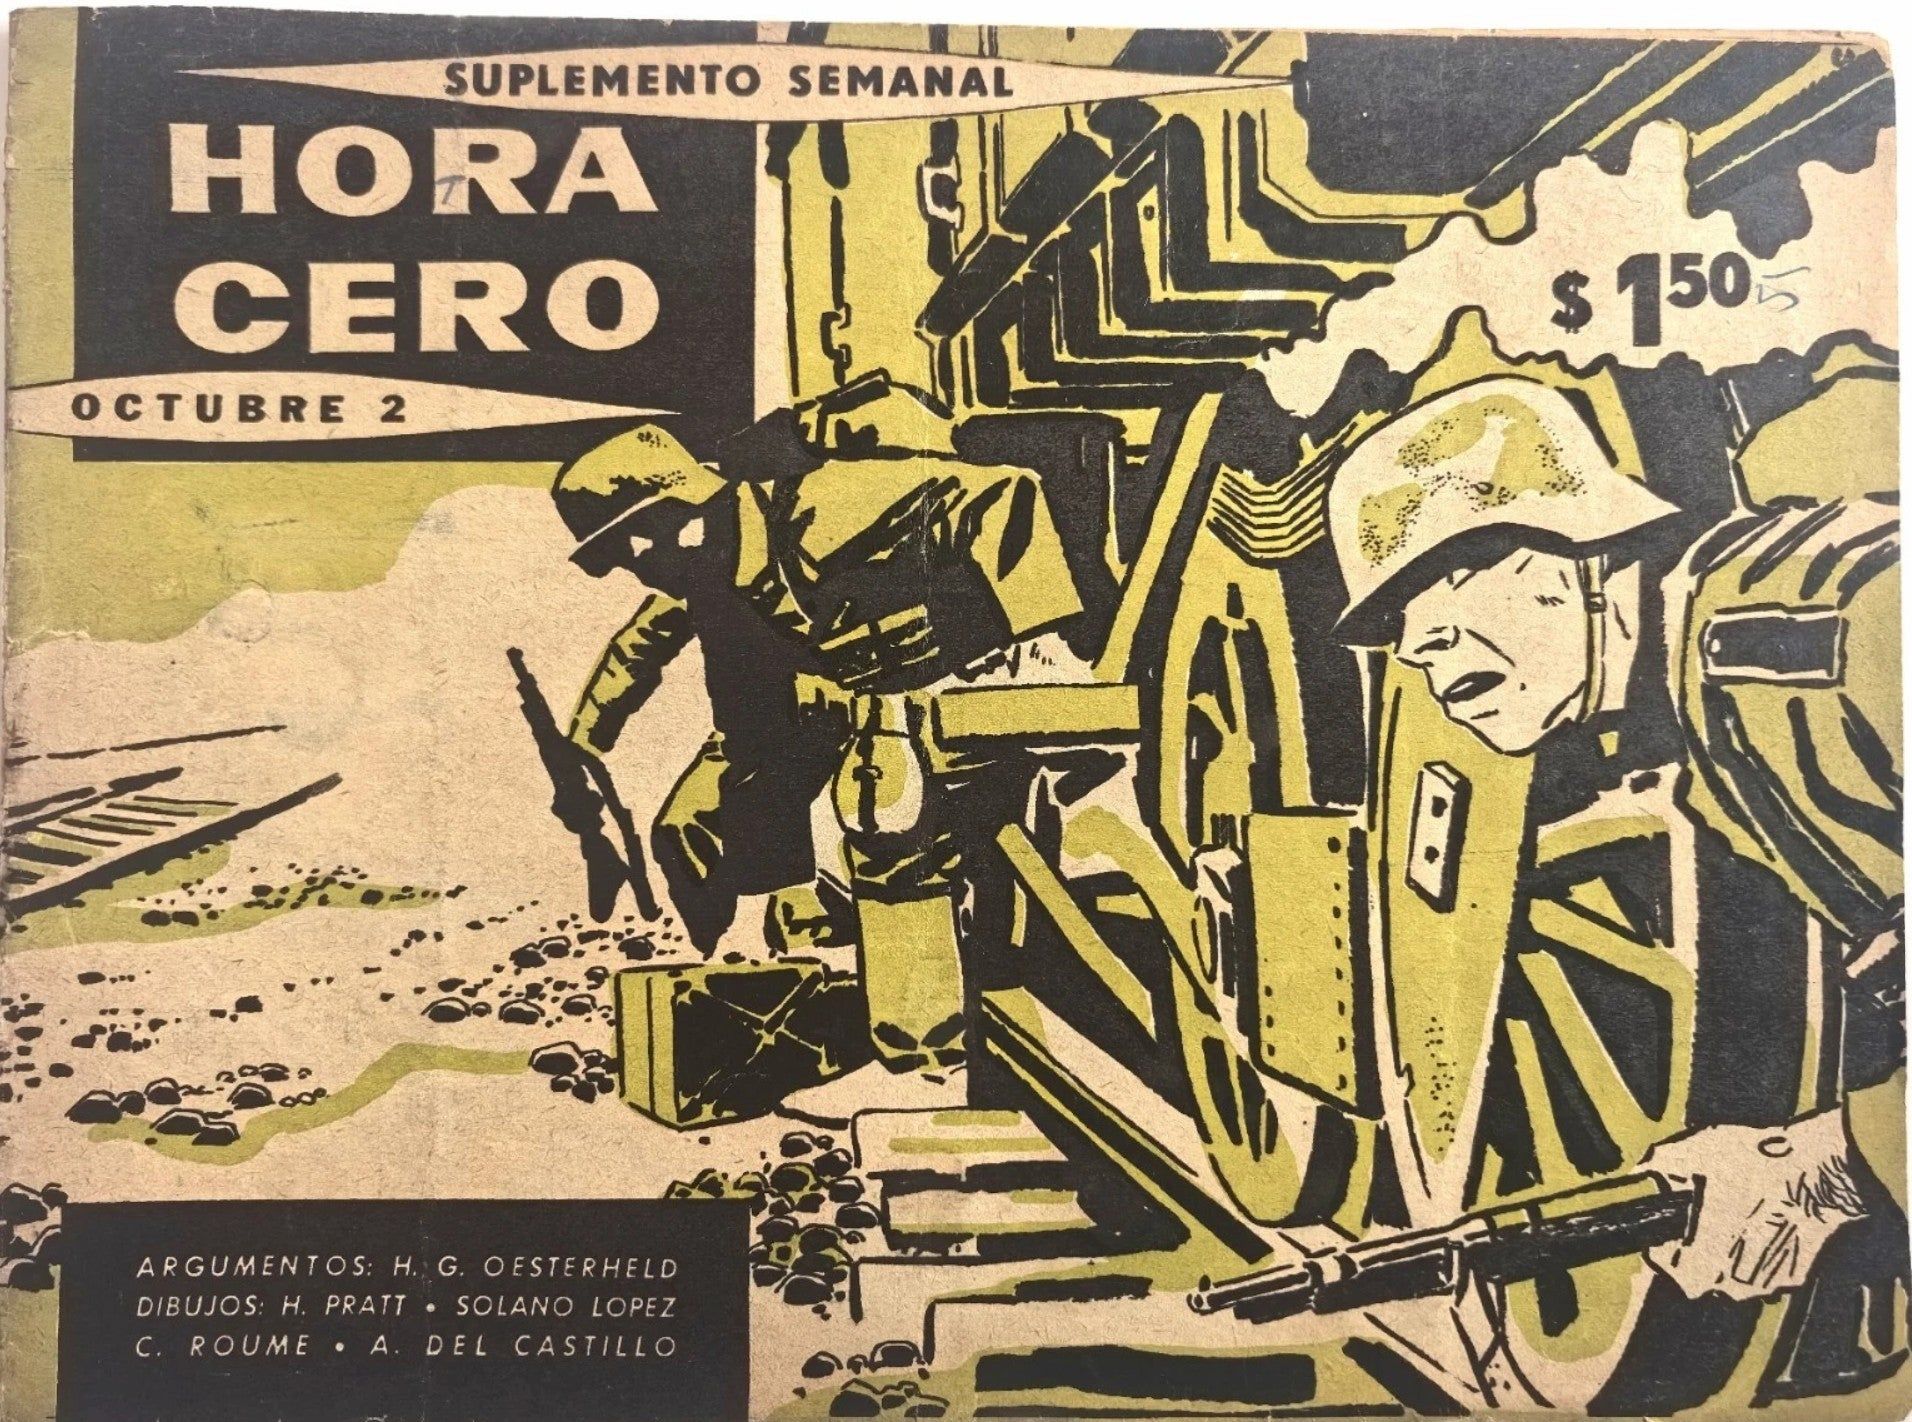 SUPLEMENTO SEMANAL
HORA
CERO
OCTUBRE 2
$ 1 50
ARGUMENTOS: H. G. OESTERHELD
DIBUJOS: H. PRATT • SOLANO LOPEZ
C. ROUME • A. DEL CASTILLO